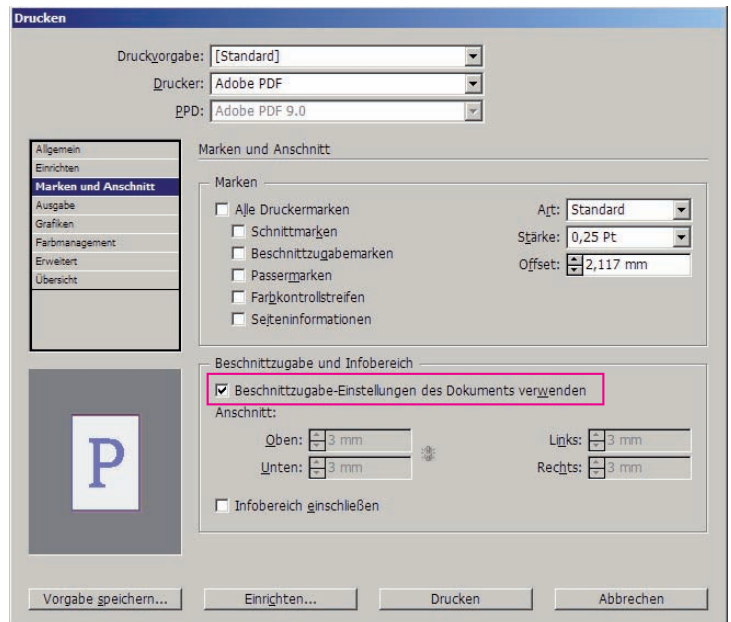 Drucken
Druckvorgabe: [Standard]
Drucker: Adobe PDF
PPD: Adobe PDF 9.0
Allgemein
Einrichten
Marken und Anschnitt
Ausgabe
Grafiken
Farbmanagement
Erweitert
Übersicht
Marken und Anschnitt
Marken
Alle Druckermarken
Schnittmarken
Beschnittzugabemarken
Passermarken
Farbkontrollstreifen
Seiteninformationen
Art: Standard
Stärke: 0,25 Pt
Offset: 2,117 mm
Beschnittzugabe und Infobereich
Beschnittzugabe-Einstellungen des Dokuments verwenden
Anschnitt:
Oben: 3 mm Links: 3 mm
Unten: 3 mm Rechts: 3 mm
Infobereich einschließen
P
Vorgabe speichern... Einrichten... Drucken Abbrechen